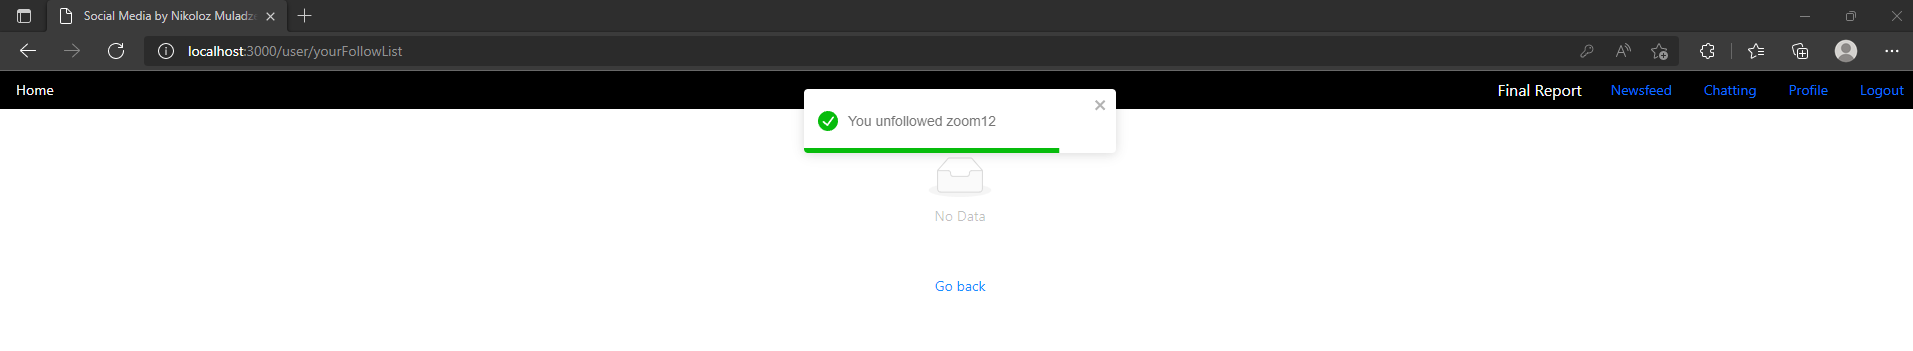 Social Media by Nikoloz Muladze
localhost:3000/user/yourFollowList
Home
Final Report
Newsfeed
Chatting
Profile
Logout
You unfollowed zoom12
No Data
Go back